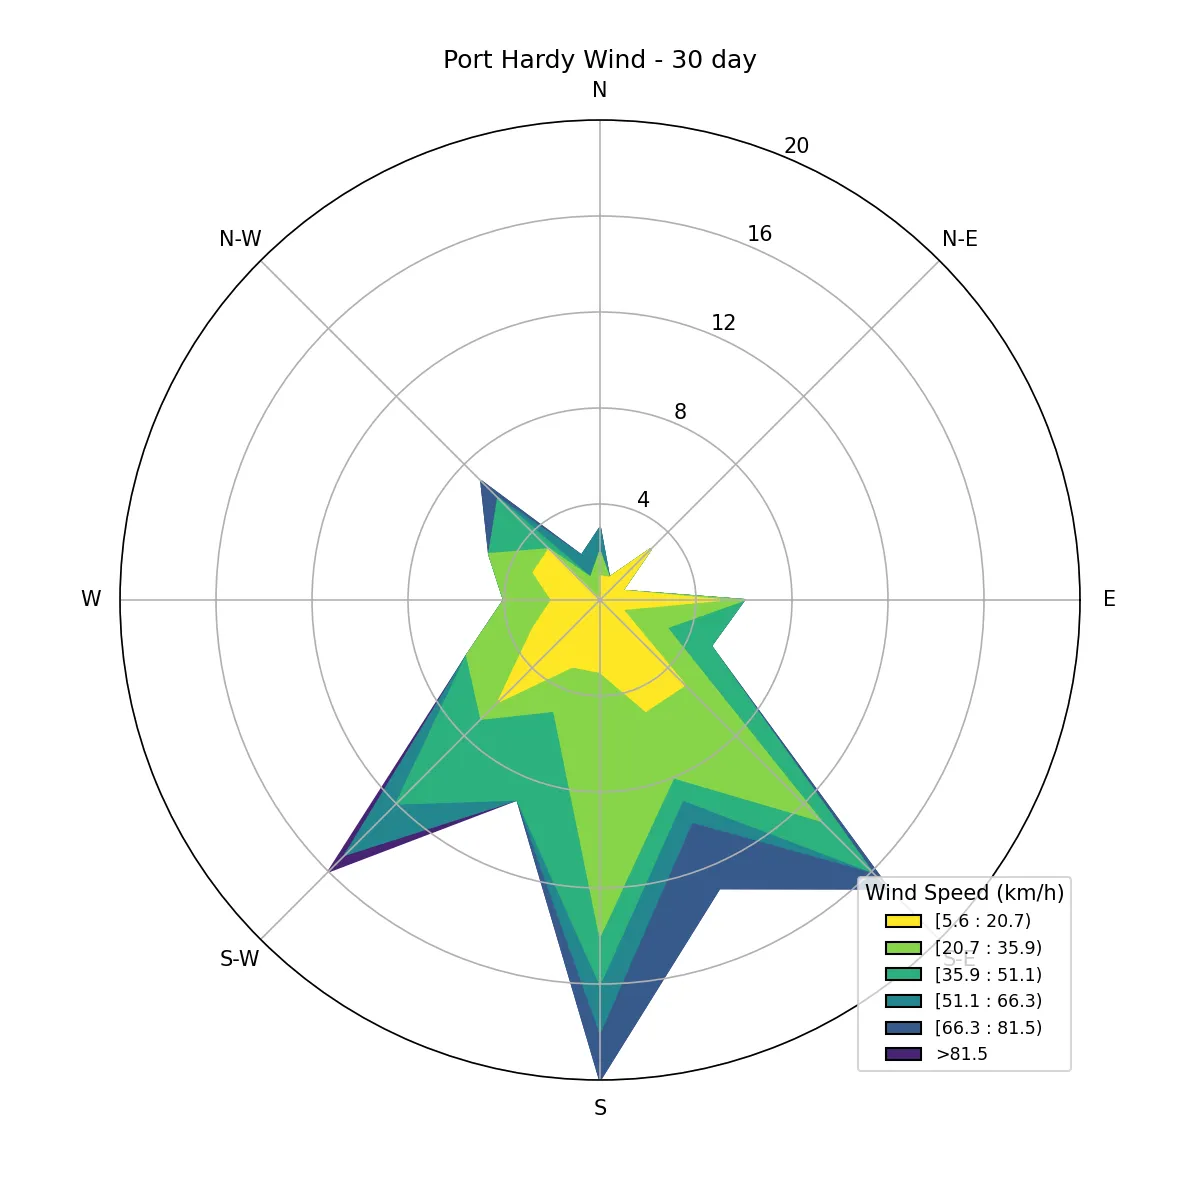 Port Hardy Wind - 30 day
N
20
N-W
N-E
16
12
8
4
W
E
Wind Speed (km/h)
[5.6 : 20.7)
[20.7 : 35.9)
[35.9 : 51.1)
[51.1 : 66.3)
[66.3 : 81.5)
>81.5
S-W
S-E
S